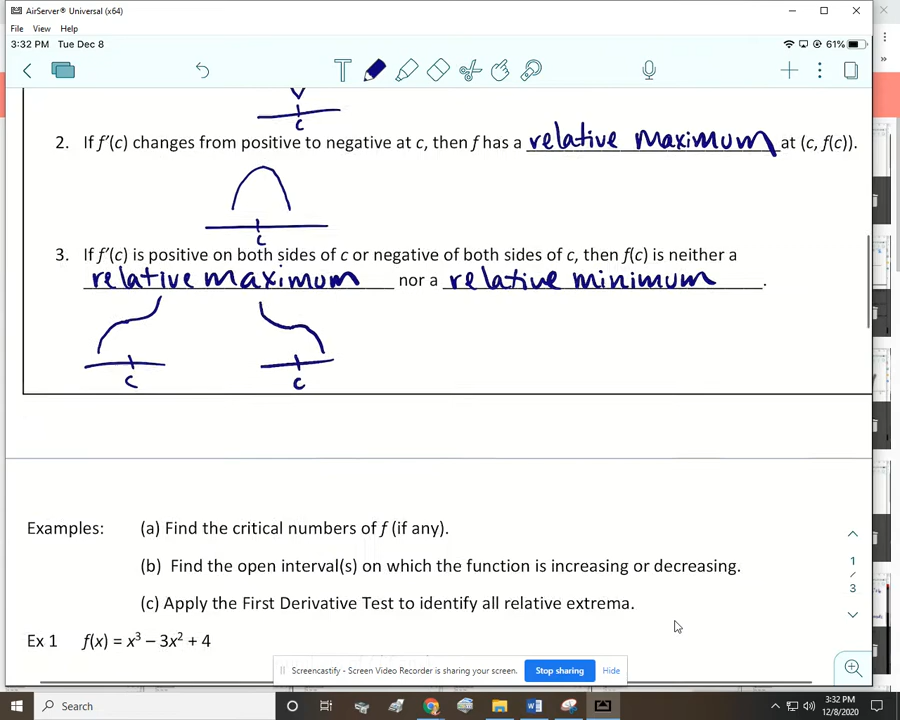 AirServer® Universal (x64)
File View Help
3:32 PM Tue Dec 8 61%
T
c
2. If f'(c) changes from positive to negative at c, then f has a relative maximum at (c, f(c)).
c
3. If f'(c) is positive on both sides of c or negative of both sides of c, then f(c) is neither a
relative maximum nor a relative minimum.
c c
Examples: (a) Find the critical numbers of f (if any).
(b) Find the open interval(s) on which the function is increasing or decreasing.
1
/
3
(c) Apply the First Derivative Test to identify all relative extrema.
Ex 1 f(x) = x³ – 3x² + 4
Screencastify - Screen Video Recorder is sharing your screen. Stop sharing Hide
Search
3:32 PM
12/8/2020